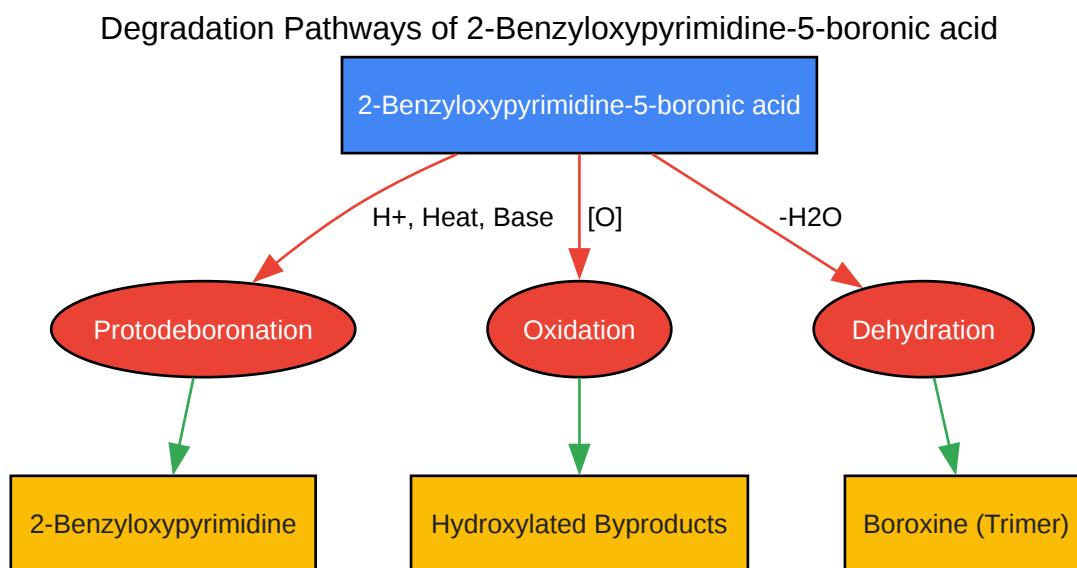 Degradation Pathways of 2-Benzyloxypyrimidine-5-boronic acid
2-Benzyloxypyrimidine-5-boronic acid
H+, Heat, Base
[O]
-H2O
Protodeboronation
Oxidation
Dehydration
2-Benzyloxypyrimidine
Hydroxylated Byproducts
Boroxine (Trimer)